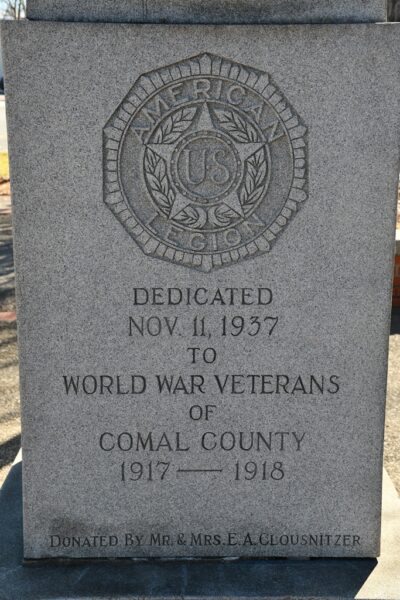 AMERICAN
US
LEGION
DEDICATED
NOV. 11, 1937
TO
WORLD WAR VETERANS
OF
COMAL COUNTY
1917 — 1918
DONATED BY MR. & MRS. E. A. CLOUSNITZER